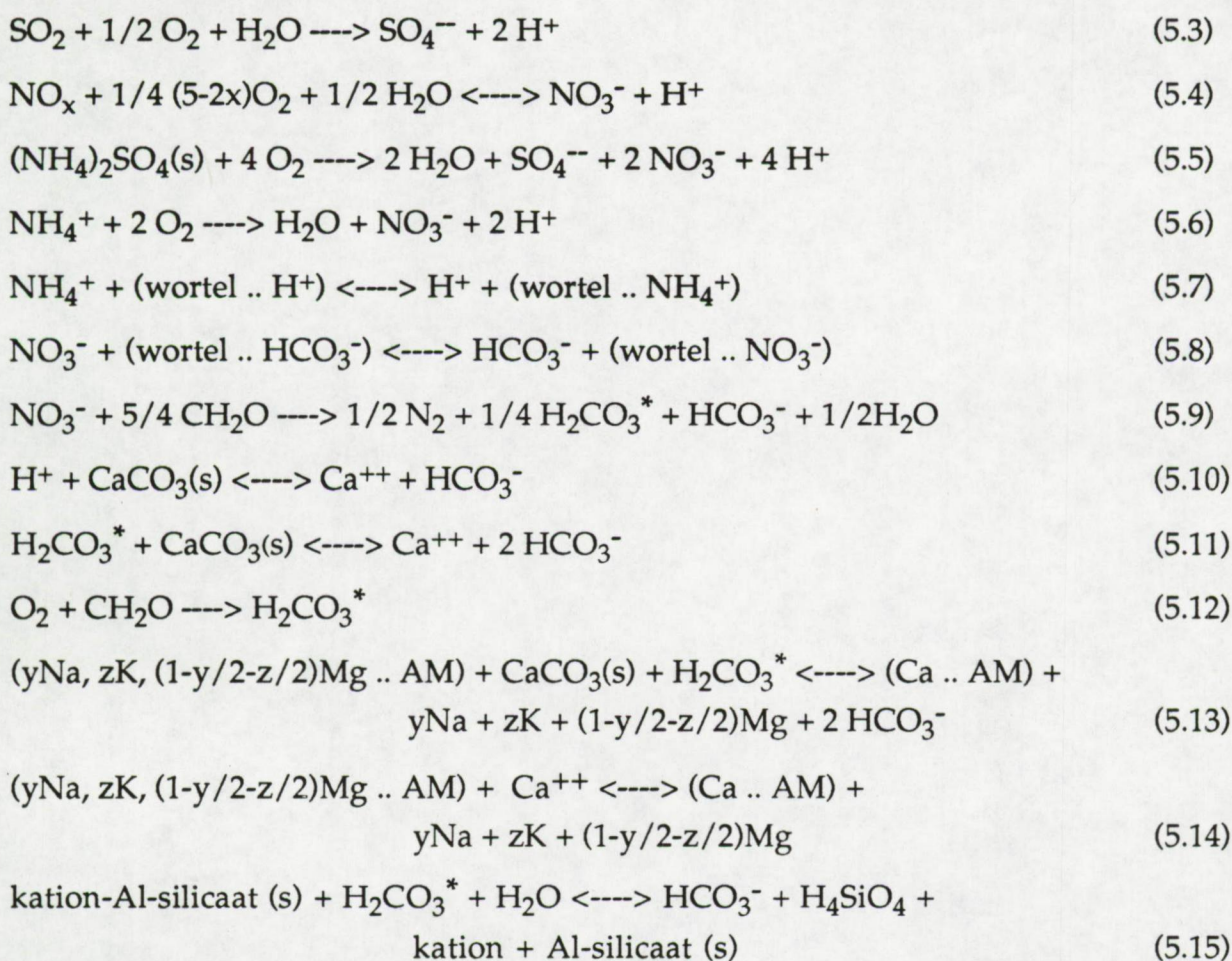 SO₂ + 1/2 O₂ + H₂O ----> SO₄⁻⁻ + 2 H⁺ (5.3)
NOₓ + 1/4 (5-2x)O₂ + 1/2 H₂O <----> NO₃⁻ + H⁺ (5.4)
(NH₄)₂SO₄(s) + 4 O₂ ----> 2 H₂O + SO₄⁻⁻ + 2 NO₃⁻ + 4 H⁺ (5.5)
NH₄⁺ + 2 O₂ ----> H₂O + NO₃⁻ + 2 H⁺ (5.6)
NH₄⁺ + (wortel .. H⁺) <----> H⁺ + (wortel .. NH₄⁺) (5.7)
NO₃⁻ + (wortel .. HCO₃⁻) <----> HCO₃⁻ + (wortel .. NO₃⁻) (5.8)
NO₃⁻ + 5/4 CH₂O ----> 1/2 N₂ + 1/4 H₂CO₃* + HCO₃⁻ + 1/2H₂O (5.9)
H⁺ + CaCO₃(s) <----> Ca⁺⁺ + HCO₃⁻ (5.10)
H₂CO₃* + CaCO₃(s) <----> Ca⁺⁺ + 2 HCO₃⁻ (5.11)
O₂ + CH₂O ----> H₂CO₃* (5.12)
(yNa, zK, (1-y/2-z/2)Mg .. AM) + CaCO₃(s) + H₂CO₃* <----> (Ca .. AM) +
yNa + zK + (1-y/2-z/2)Mg + 2 HCO₃⁻ (5.13)
(yNa, zK, (1-y/2-z/2)Mg .. AM) + Ca⁺⁺ <----> (Ca .. AM) +
yNa + zK + (1-y/2-z/2)Mg (5.14)
kation-Al-silicaat (s) + H₂CO₃* + H₂O <----> HCO₃⁻ + H₄SiO₄ +
kation + Al-silicaat (s) (5.15)